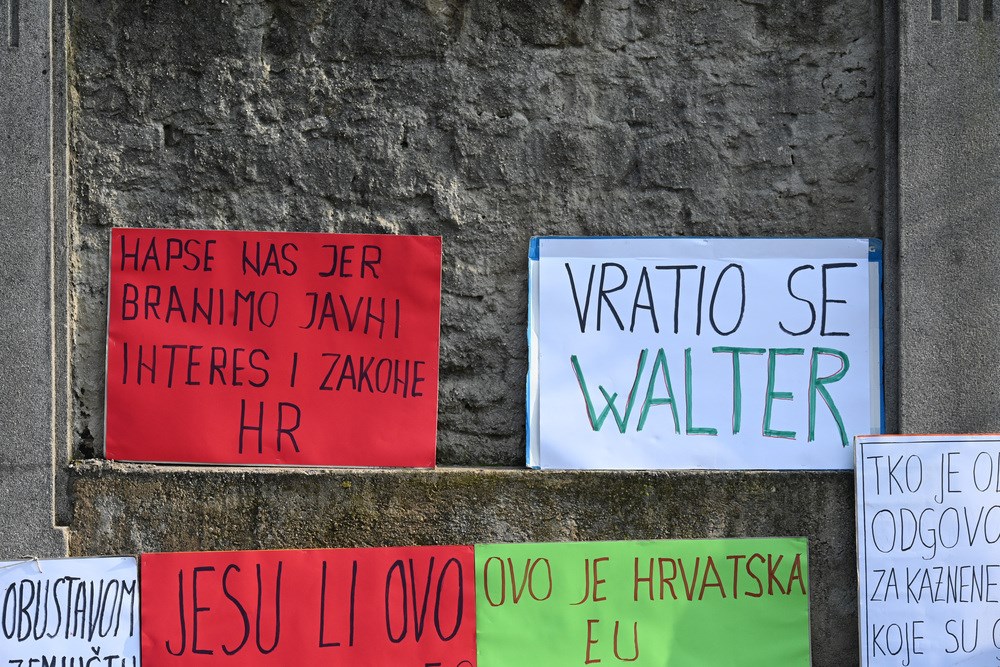 HAPSE NAS JER
BRANIMO JAVHI
INTERES I ZAKOHE
HR
VRATIO SE
WALTER
TKO JE
ODGOVO
ZA KAZNENE
KOJE SU
OBUSTAVOM
JESU LI OVO
OVO JE HRVATSKA
EU